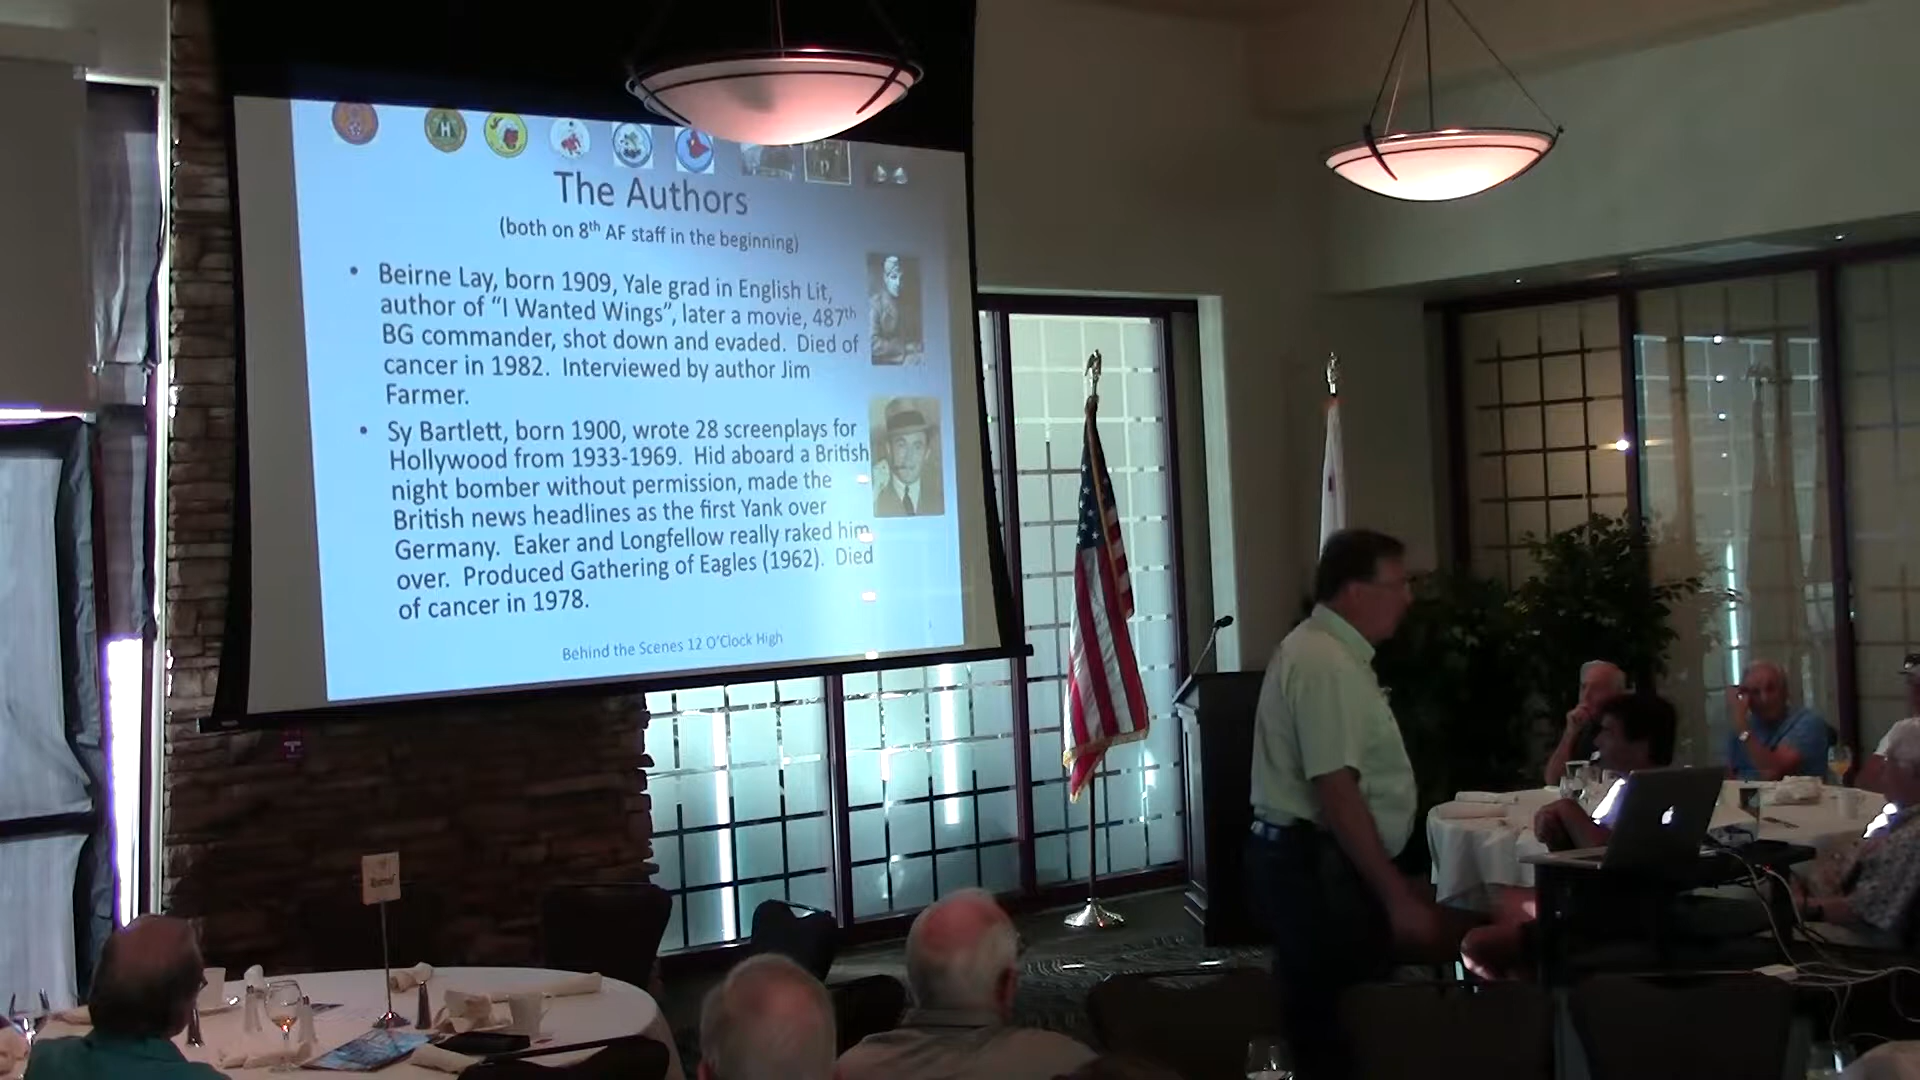 The Authors
(both on 8th AF staff in the beginning)
• Beirne Lay, born 1909, Yale grad in English Lit,
author of “I Wanted Wings”, later a movie, 487th
BG commander, shot down and evaded. Died of
cancer in 1982. Interviewed by author Jim
Farmer.
• Sy Bartlett, born 1900, wrote 28 screenplays for
Hollywood from 1933-1969. Hid aboard a British
night bomber without permission, made the
British news headlines as the first Yank over
Germany. Eaker and Longfellow really raked him
over. Produced Gathering of Eagles (1962). Died
of cancer in 1978.
Behind the Scenes 12 O’Clock High